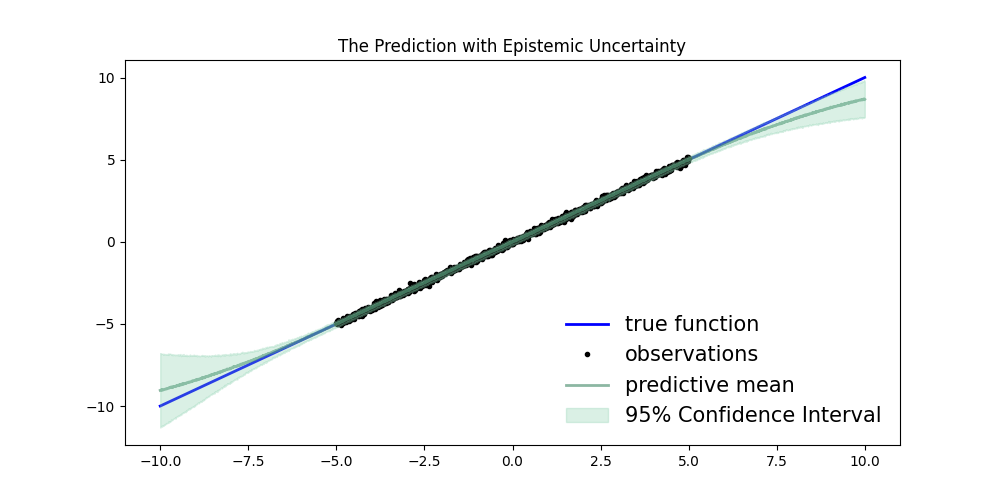 The Prediction with Epistemic Uncertainty
10
5
0
−5
−10
true function
observations
predictive mean
95% Confidence Interval
−10.0 −7.5 −5.0 −2.5 0.0 2.5 5.0 7.5 10.0